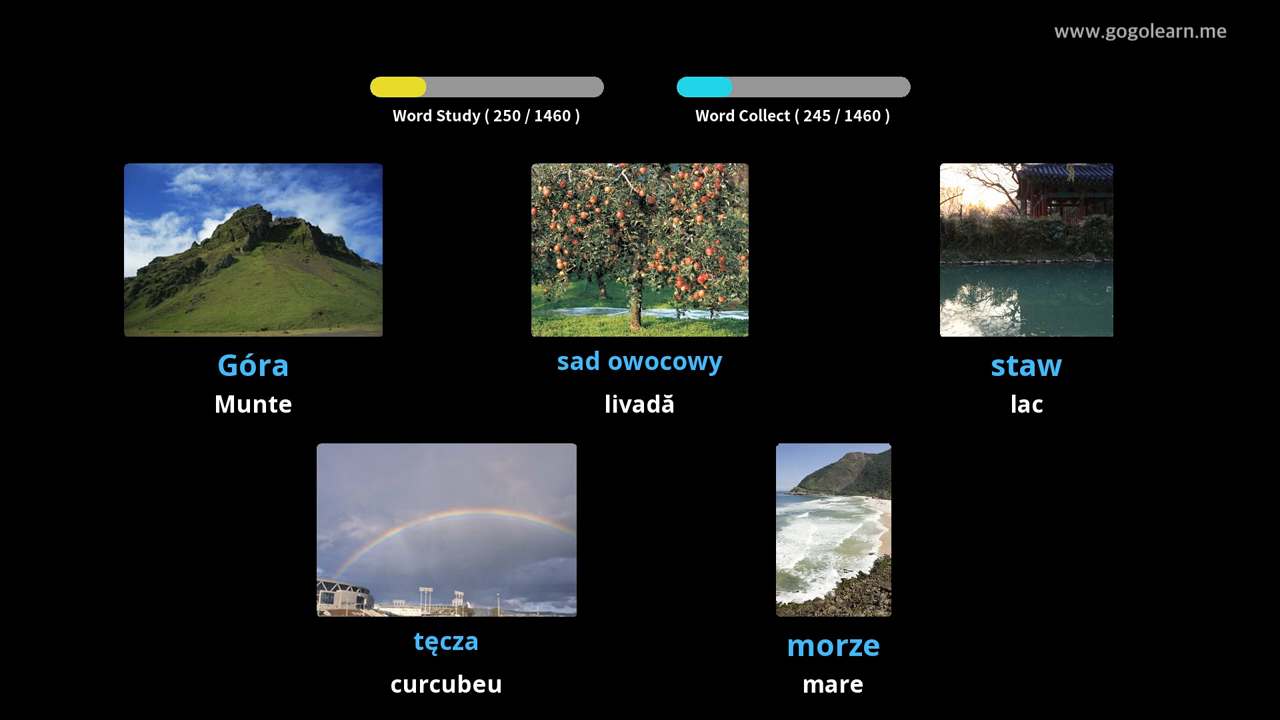 www.gogolearn.me
Word Study ( 250 / 1460 )
Word Collect ( 245 / 1460 )
Góra
sad owocowy
staw
Munte
livadă
lac
tęcza
morze
curcubeu
mare